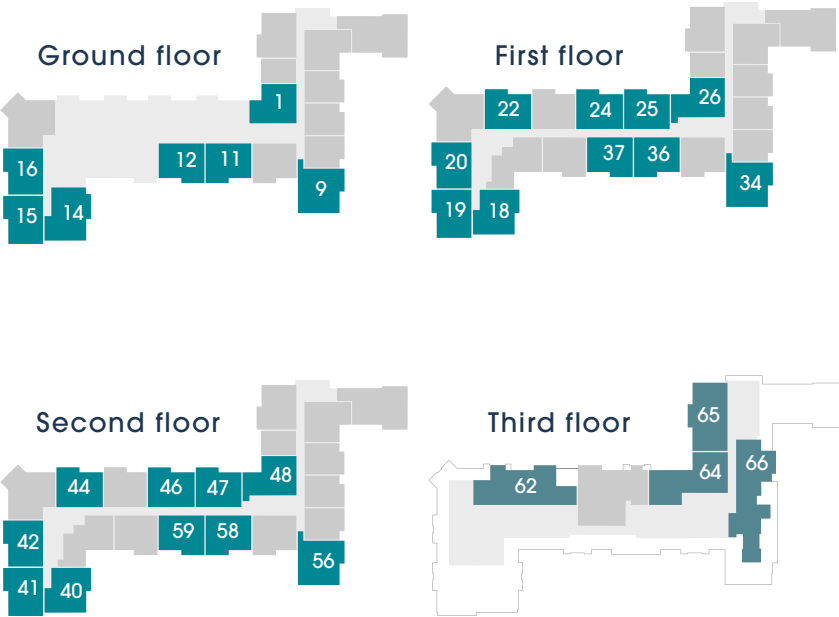 Ground floor
1
12 11
16
9
15 14
First floor
22 24 25 26
37 36
20
34
19 18
Second floor
44 46 47 48
59 58
42
56
41 40
Third floor
65
64 66
62